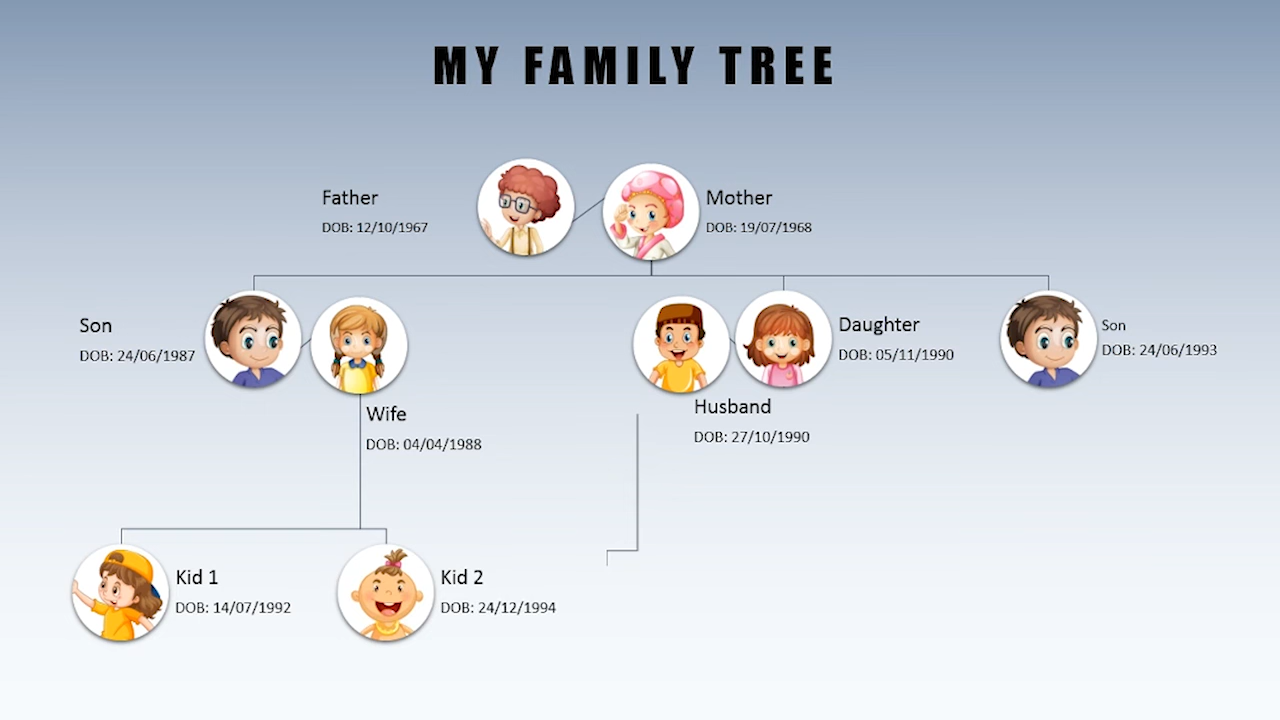 MY FAMILY TREE
Father
DOB: 12/10/1967
Mother
DOB: 19/07/1968
Son
DOB: 24/06/1987
Wife
DOB: 04/04/1988
Husband
DOB: 27/10/1990
Daughter
DOB: 05/11/1990
Son
DOB: 24/06/1993
Kid 1
DOB: 14/07/1992
Kid 2
DOB: 24/12/1994